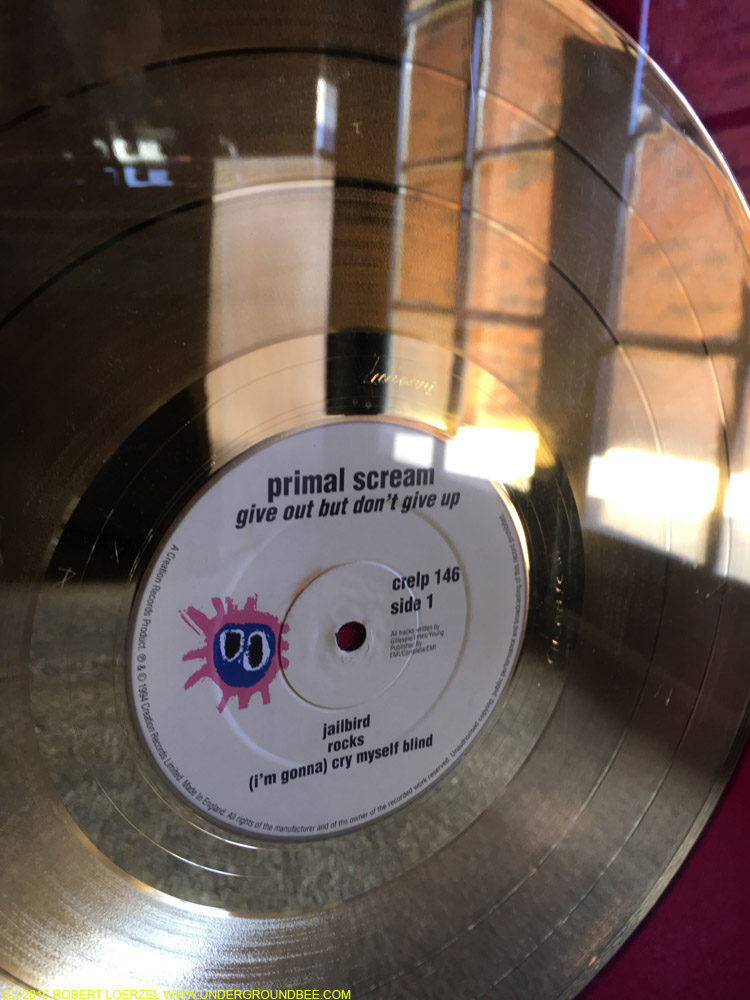 primal scream
give out but don't give up
crelp 146
side 1
All tracks written by
Gillespie/Innes/Young
Published by
EMI/Complete/EMI
jailbird
rocks
(i'm gonna) cry myself blind
A Creation Records Product. ℗ & © 1994 Creation Records Limited. Made in England. All rights of the manufacturer and of the owner of the recorded work reserved. Unauthorised
ROBERT LOERZEL WWW.UNDERGROUNDBEE.COM